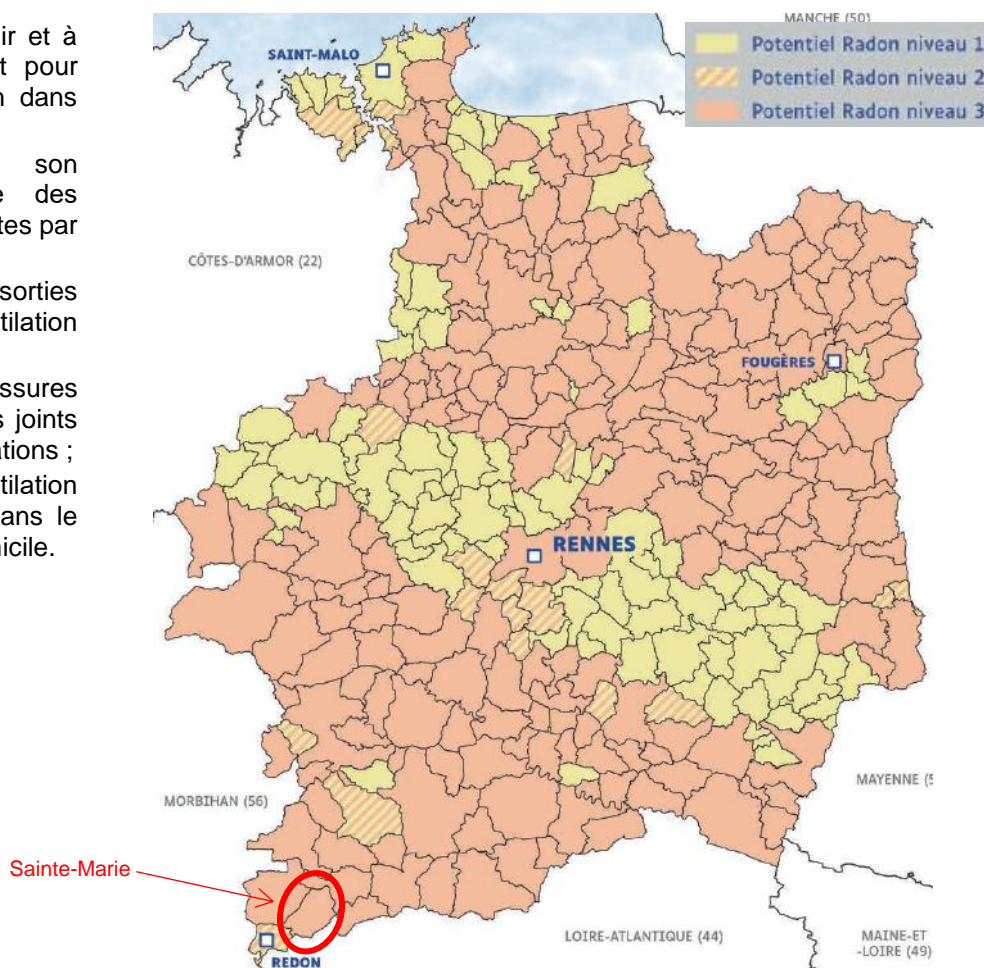 ir et à
t pour
n dans
son
e des
tes par
sorties
tilation
ssures
s joints
ations ;
tilation
ans le
nicile.
MANCHE (50)
Potentiel Radon niveau 1
Potentiel Radon niveau 2
Potentiel Radon niveau 3
SAINT-MALO
CÔTES-D'ARMOR (22)
FOUGÈRES
RENNES
MAYENNE (5
MORBIHAN (56)
Sainte-Marie
LOIRE-ATLANTIQUE (44)
MAINE-ET
-LOIRE (49)
REDON